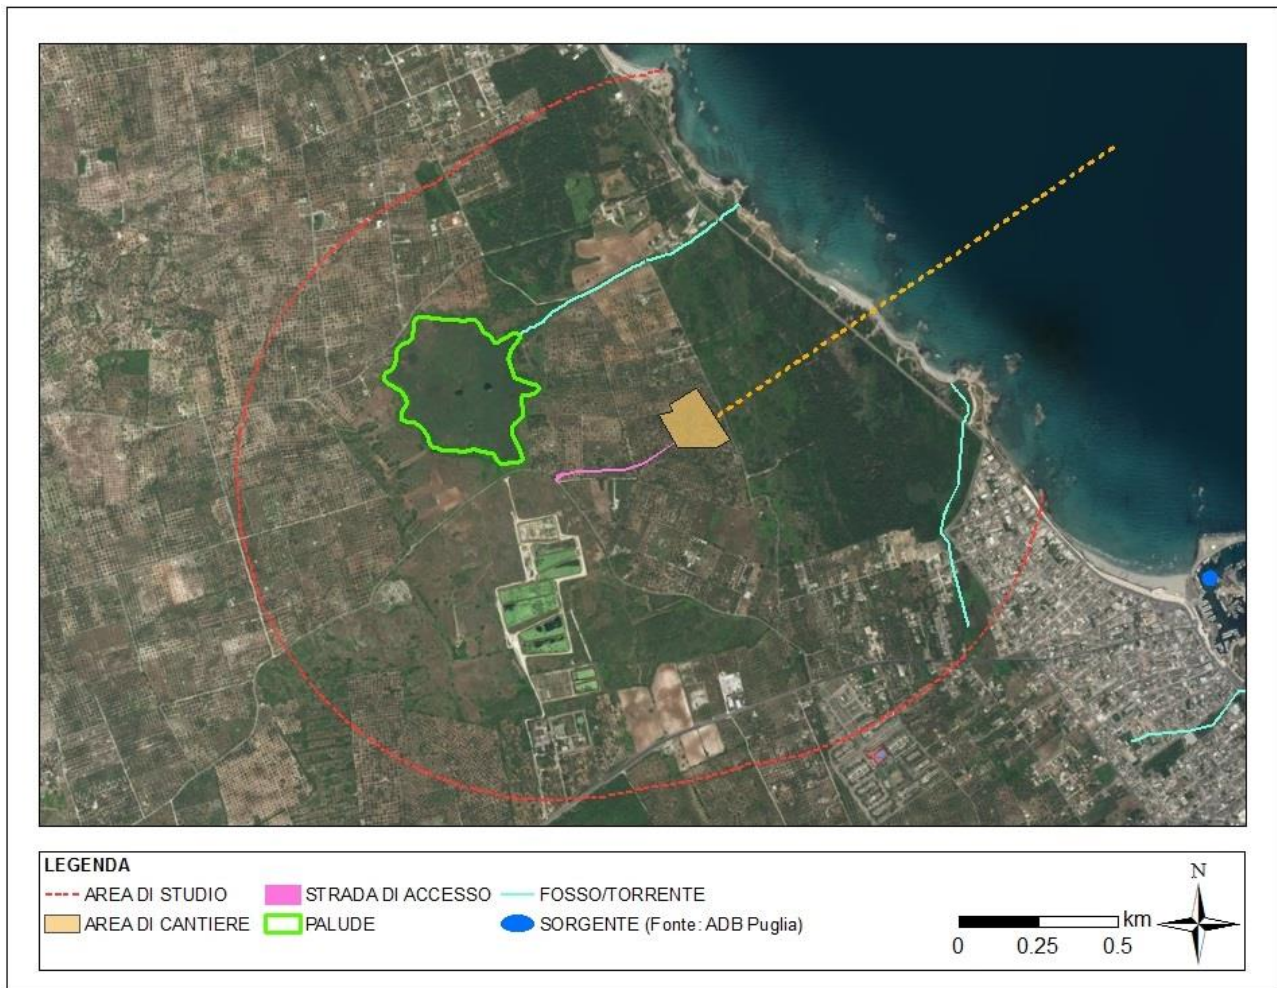 LEGENDA
AREA DI STUDIO STRADA DI ACCESSO FOSSO/TORRENTE
AREA DI CANTIERE PALUDE SORGENTE (Fonte: ADB Puglia)
km
0 0.25 0.5
N